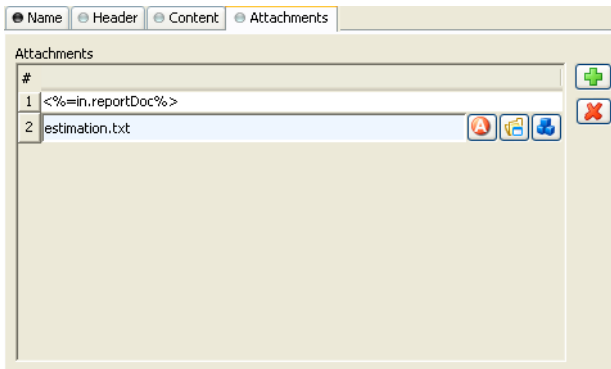 Name Header Content Attachments
Attachments
#
1 <%=in.reportDoc%>
2 estimation.txt A